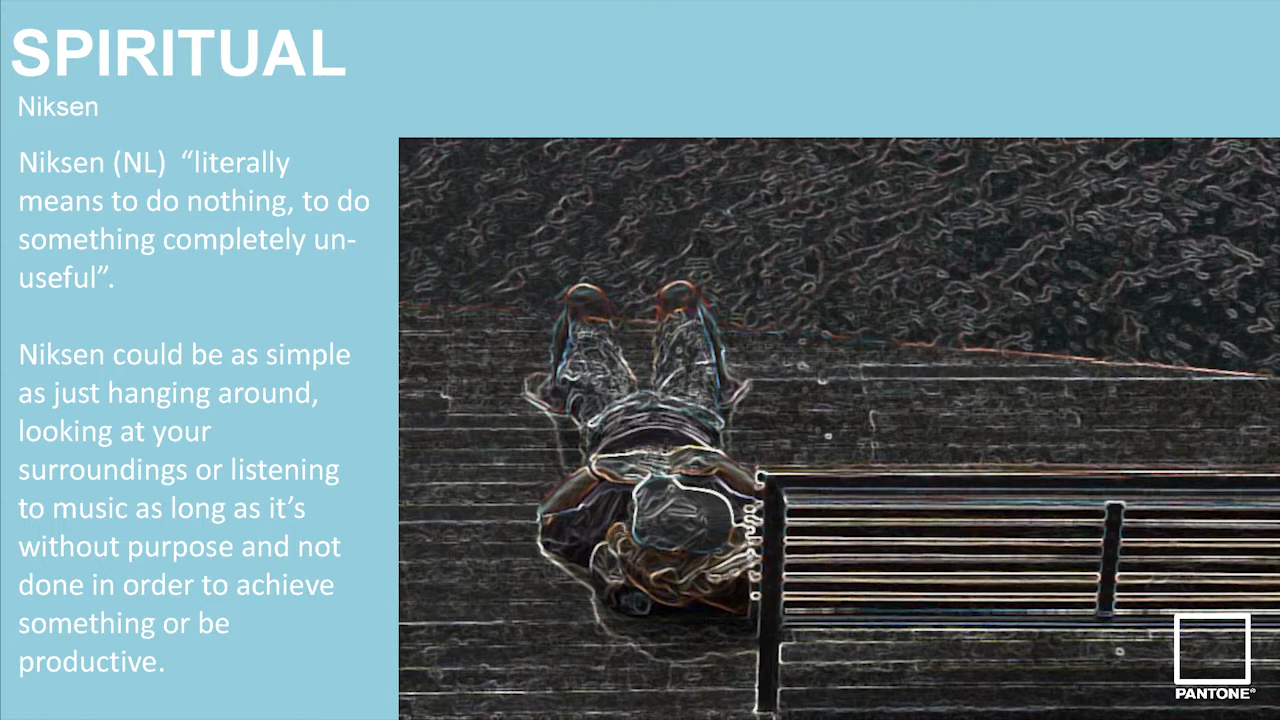 SPIRITUAL
Niksen
Niksen (NL)  “literally
means to do nothing, to do
something completely un-
useful”.
Niksen could be as simple
as just hanging around,
looking at your
surroundings or listening
to music as long as it’s
without purpose and not
done in order to achieve
something or be
productive.
PANTONE®